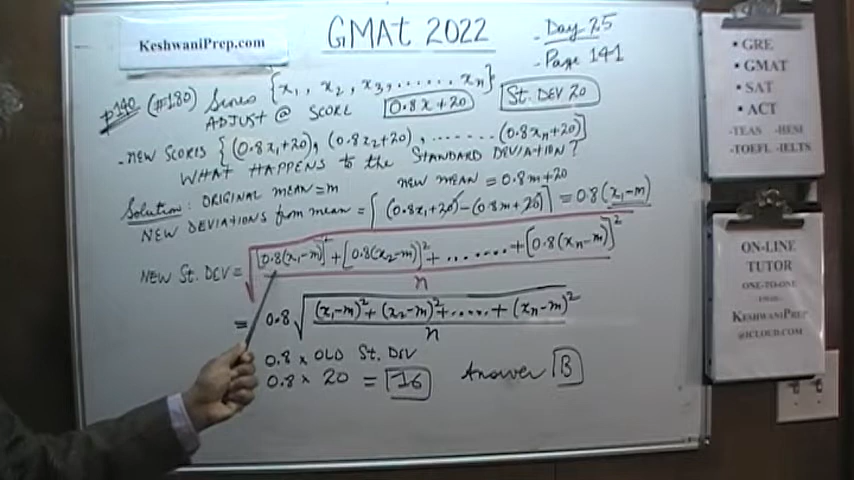 KeshwaniPrep.com
GMAt 2022
- Day 25
- Page 141
p140 (#180) Scores {x₁, x₂, x₃, ...... xₙ}
ADJUST @ SCORE 0.8x+20 St. DEV 20
- NEW SCORES {(0.8x₁+20), (0.8x₂+20), ....... (0.8xₙ+20)}
WHAT HAPPENS to the STANDARD DEVIATION?
Solution: ORIGINAL MEAN = m new MEAN = 0.8m+20
NEW DEVIATIONS from mean = [(0.8x₁+20) - (0.8m+20)] = 0.8(x₁-m)
NEW St. DEV = √[0.8(x₁-m)]² + [0.8(x₂-m)]² + ....... + [0.8(xₙ-m)]²
n
= 0.8 √(x₁-m)² + (x₂-m)² + ..... + (xₙ-m)²
n
0.8 x OLD St. DEV
0.8 x 20 = 16 Answer B
• GRE
• GMAT
• SAT
• ACT
-TEAS -HESI
-TOEFL -IELTS
ON-LINE
TUTOR
ONE-TO-ONE
KESHWANIPREP
@ICLOUD.COM